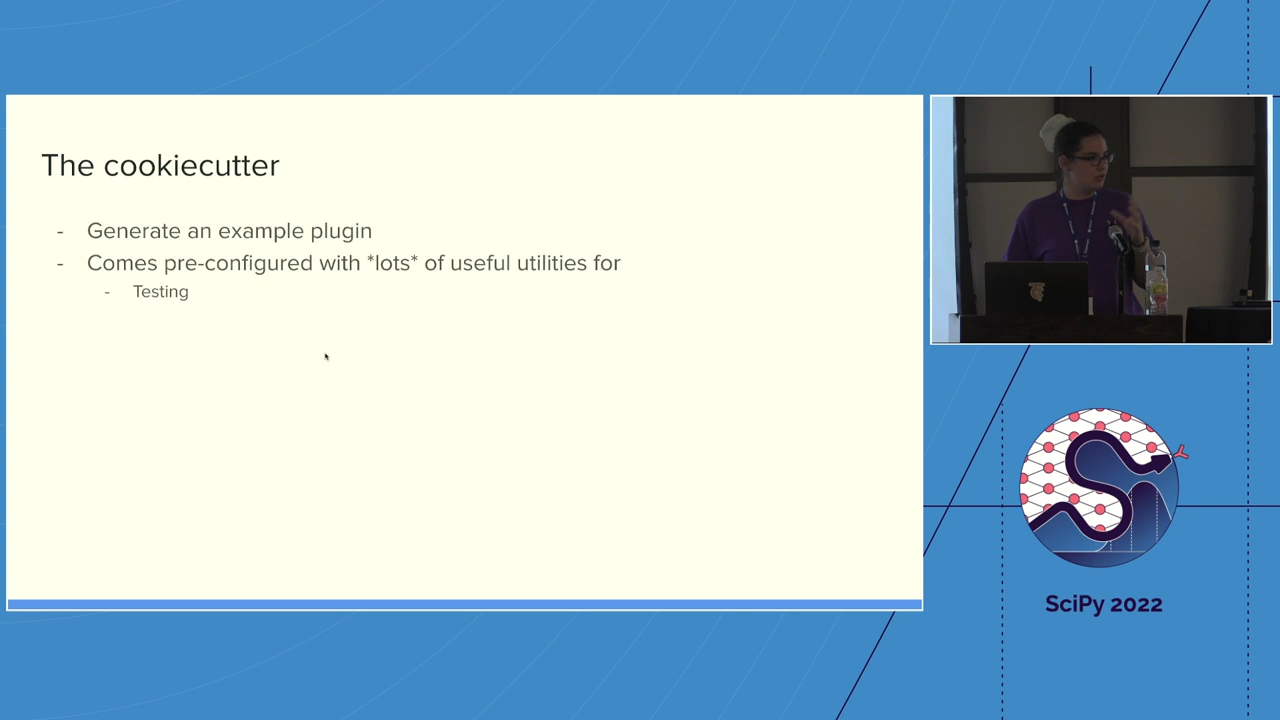 The cookiecutter
- Generate an example plugin
- Comes pre-configured with *lots* of useful utilities for
- Testing
SciPy 2022